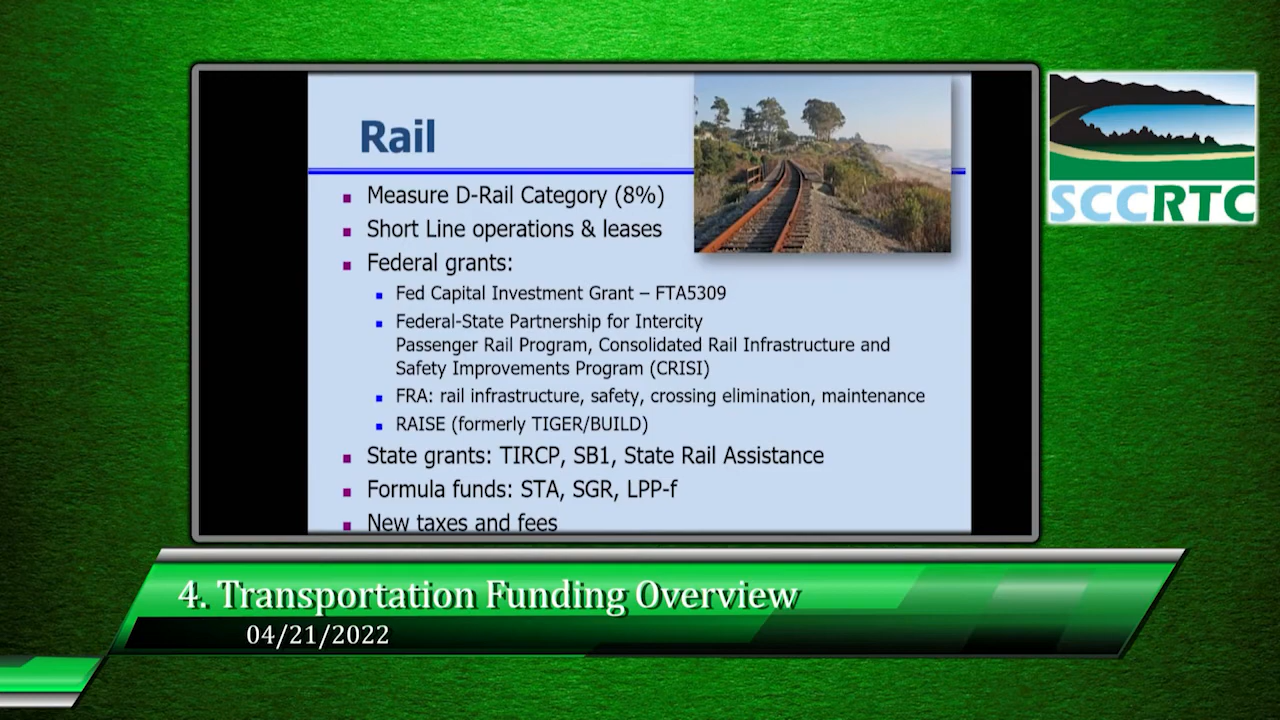 Rail
Measure D-Rail Category (8%)
Short Line operations & leases
Federal grants:
Fed Capital Investment Grant – FTA5309
Federal-State Partnership for Intercity
Passenger Rail Program, Consolidated Rail Infrastructure and
Safety Improvements Program (CRISI)
FRA: rail infrastructure, safety, crossing elimination, maintenance
RAISE (formerly TIGER/BUILD)
State grants: TIRCP, SB1, State Rail Assistance
Formula funds: STA, SGR, LPP-f
New taxes and fees
SCCRTC
4. Transportation Funding Overview
04/21/2022